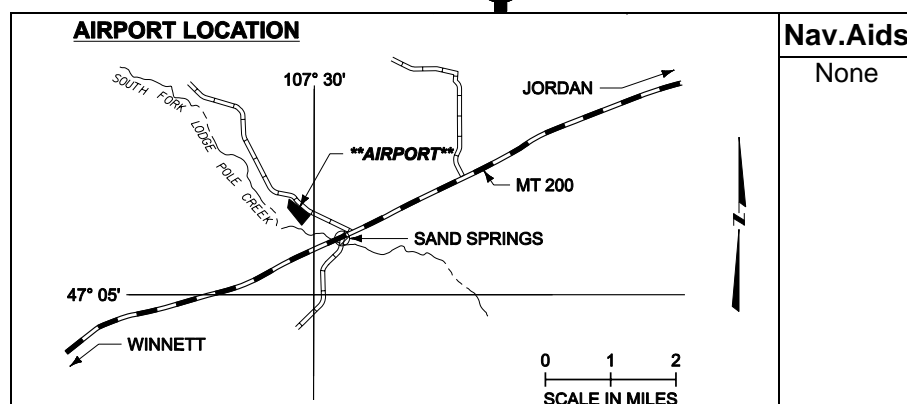 AIRPORT LOCATION
Nav.Aids
None
SOUTH FORK LODGE POLE CREEK
107° 30'
JORDAN
**AIRPORT**
MT 200
SAND SPRINGS
N
47° 05'
WINNETT
0 1 2
SCALE IN MILES